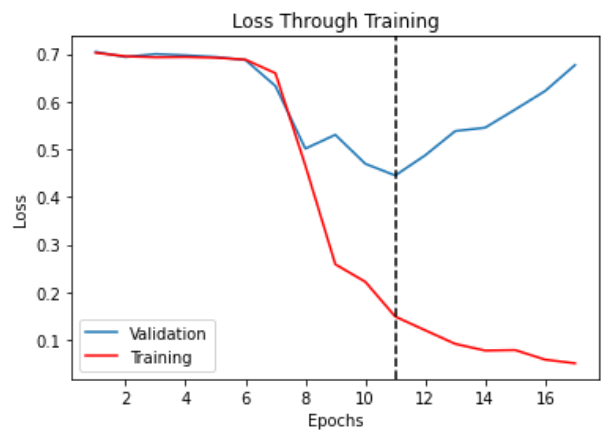 Loss Through Training
0.7
0.6
0.5
0.4
0.3
0.2
0.1
Loss
Validation
Training
2 4 6 8 10 12 14 16
Epochs